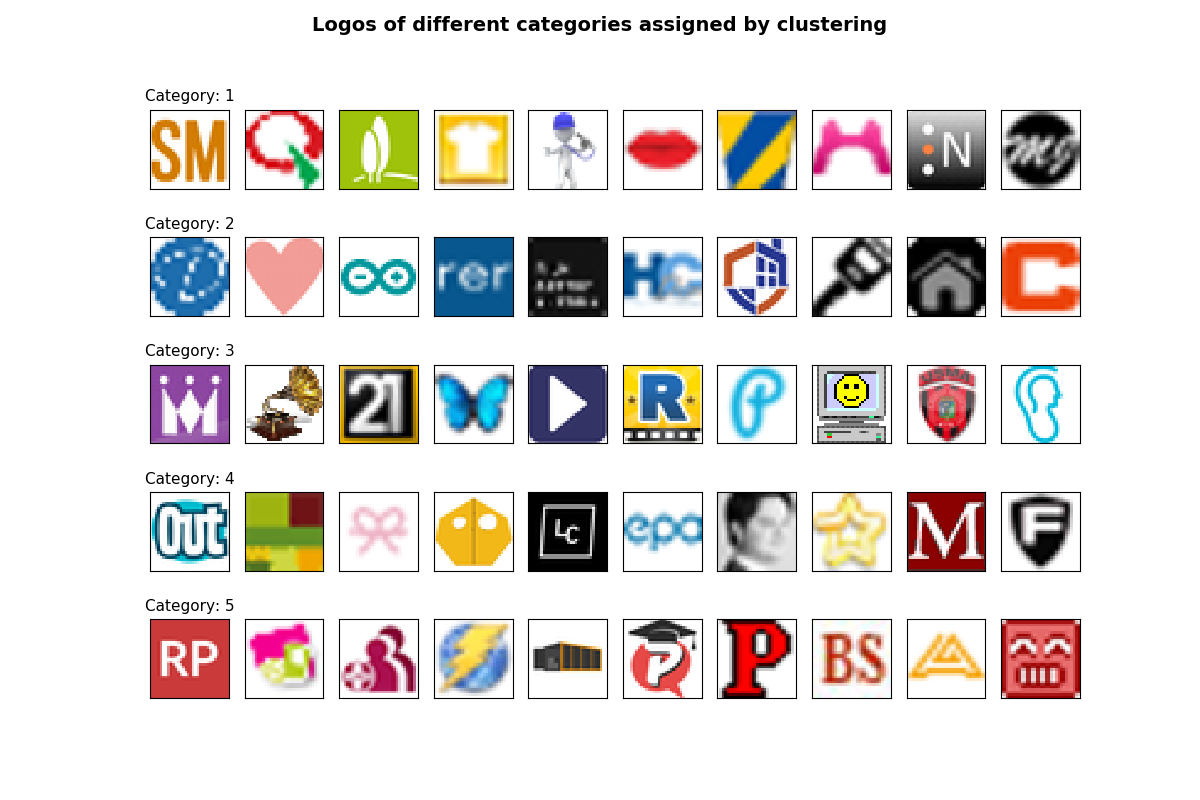 Logos of different categories assigned by clustering
Category: 1
SM N
Category: 2
rer HC C
Category: 3
21 R P
Category: 4
Out LC epa M F
Category: 5
RP P P BS